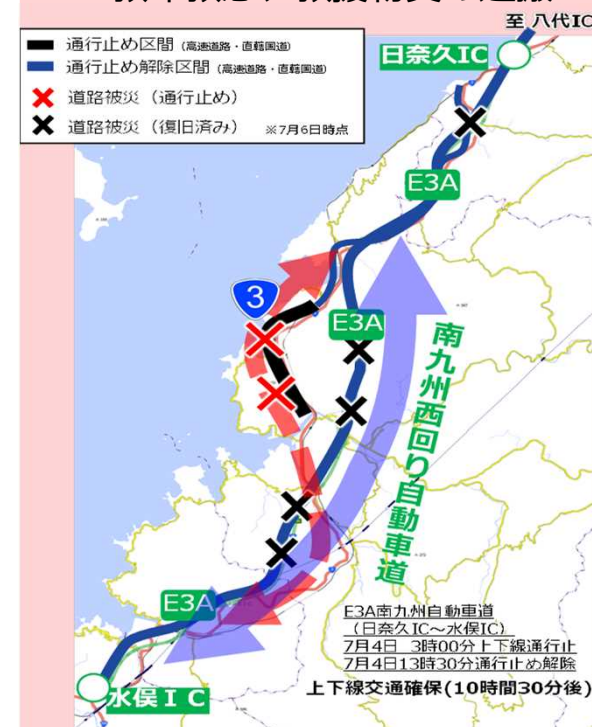 至 八代IC
通行止め区間 (高速道路・直轄国道)
通行止め解除区間 (高速道路・直轄国道)
道路被災（通行止め）
道路被災（復旧済み） ※7月6日時点
日奈久IC
E3A
3
E3A
南九州西回り自動車道
E3A
水俣IC
E3A南九州自動車道
（日奈久IC～水俣IC）
7月4日 3時00分上下線通行止
7月4日13時30分通行止め解除
上下線交通確保(10時間30分後)